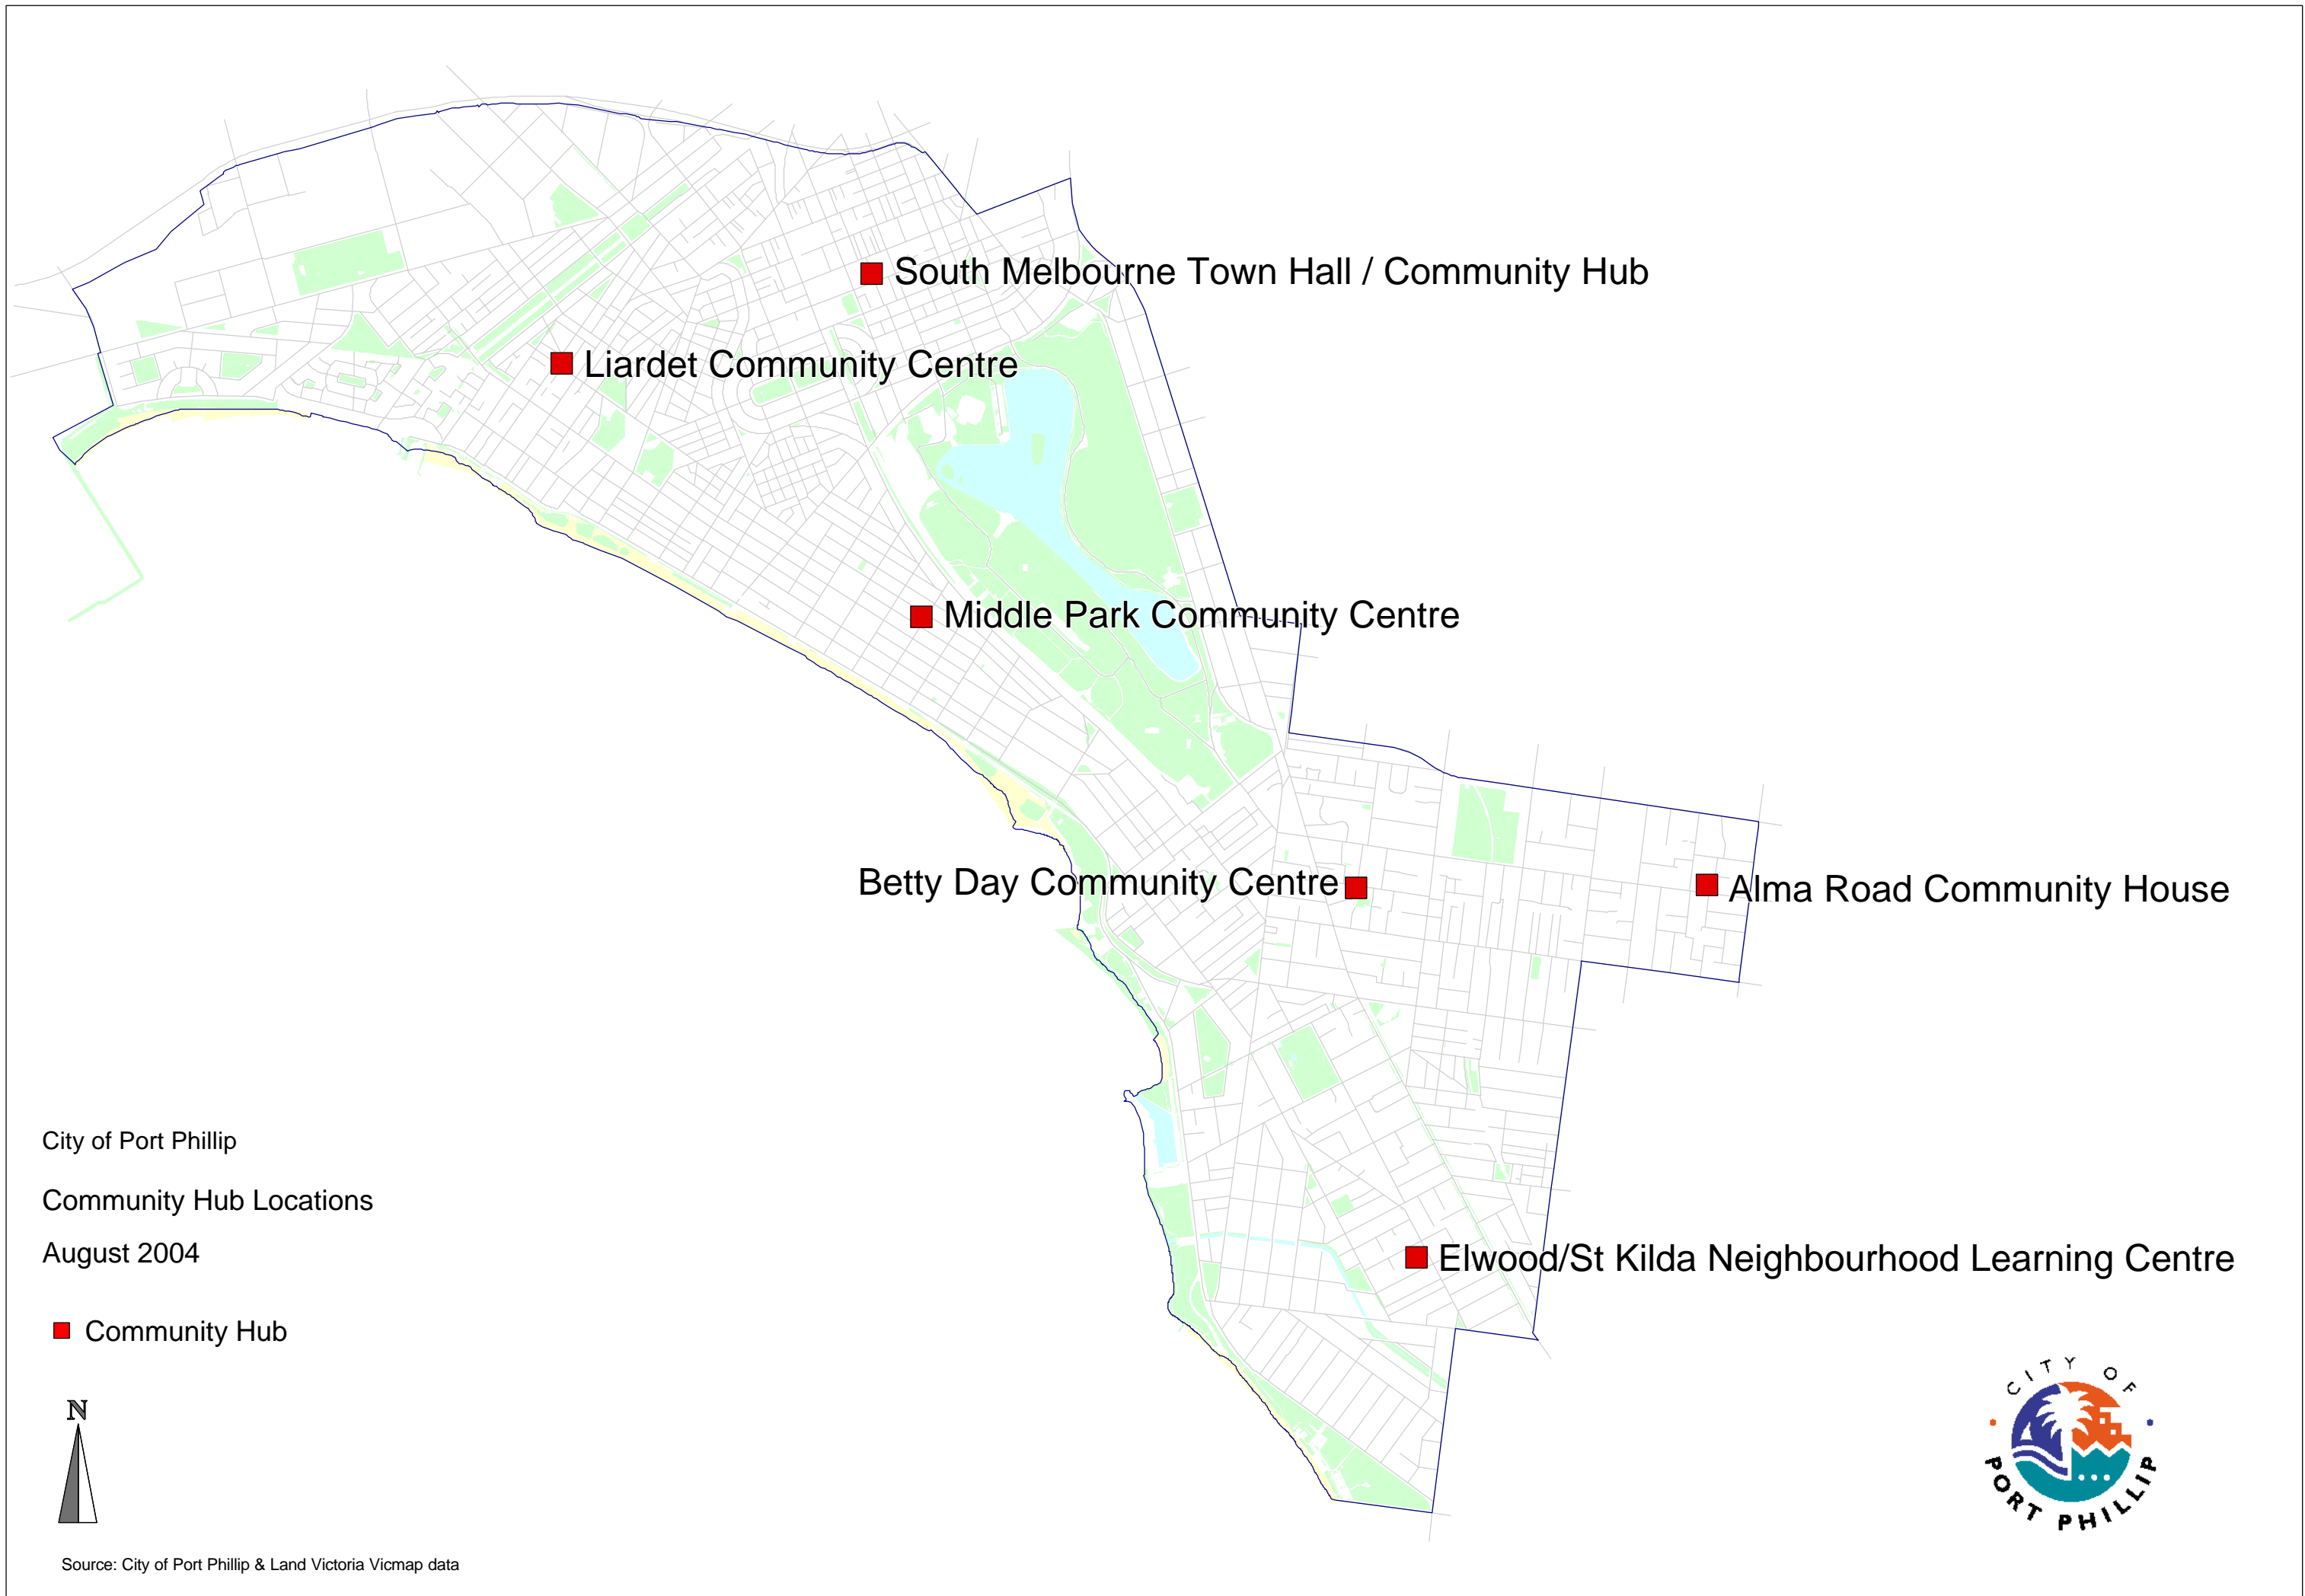 South Melbourne Town Hall / Community Hub
Liardet Community Centre
Middle Park Community Centre
Betty Day Community Centre
Alma Road Community House
Elwood/St Kilda Neighbourhood Learning Centre
City of Port Phillip
Community Hub Locations
August 2004
Community Hub
N
CITY OF
PORT PHILLIP
Source: City of Port Phillip & Land Victoria Vicmap data